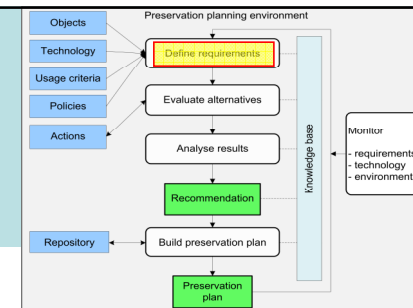 Preservation planning environment
Objects
Technology
Usage criteria
Policies
Actions
Define requirements
Evaluate alternatives
Analyse results
Recommendation
Repository
Build preservation plan
Preservation
plan
Knowledge base
Monitor
- requirements
- technology
- environment